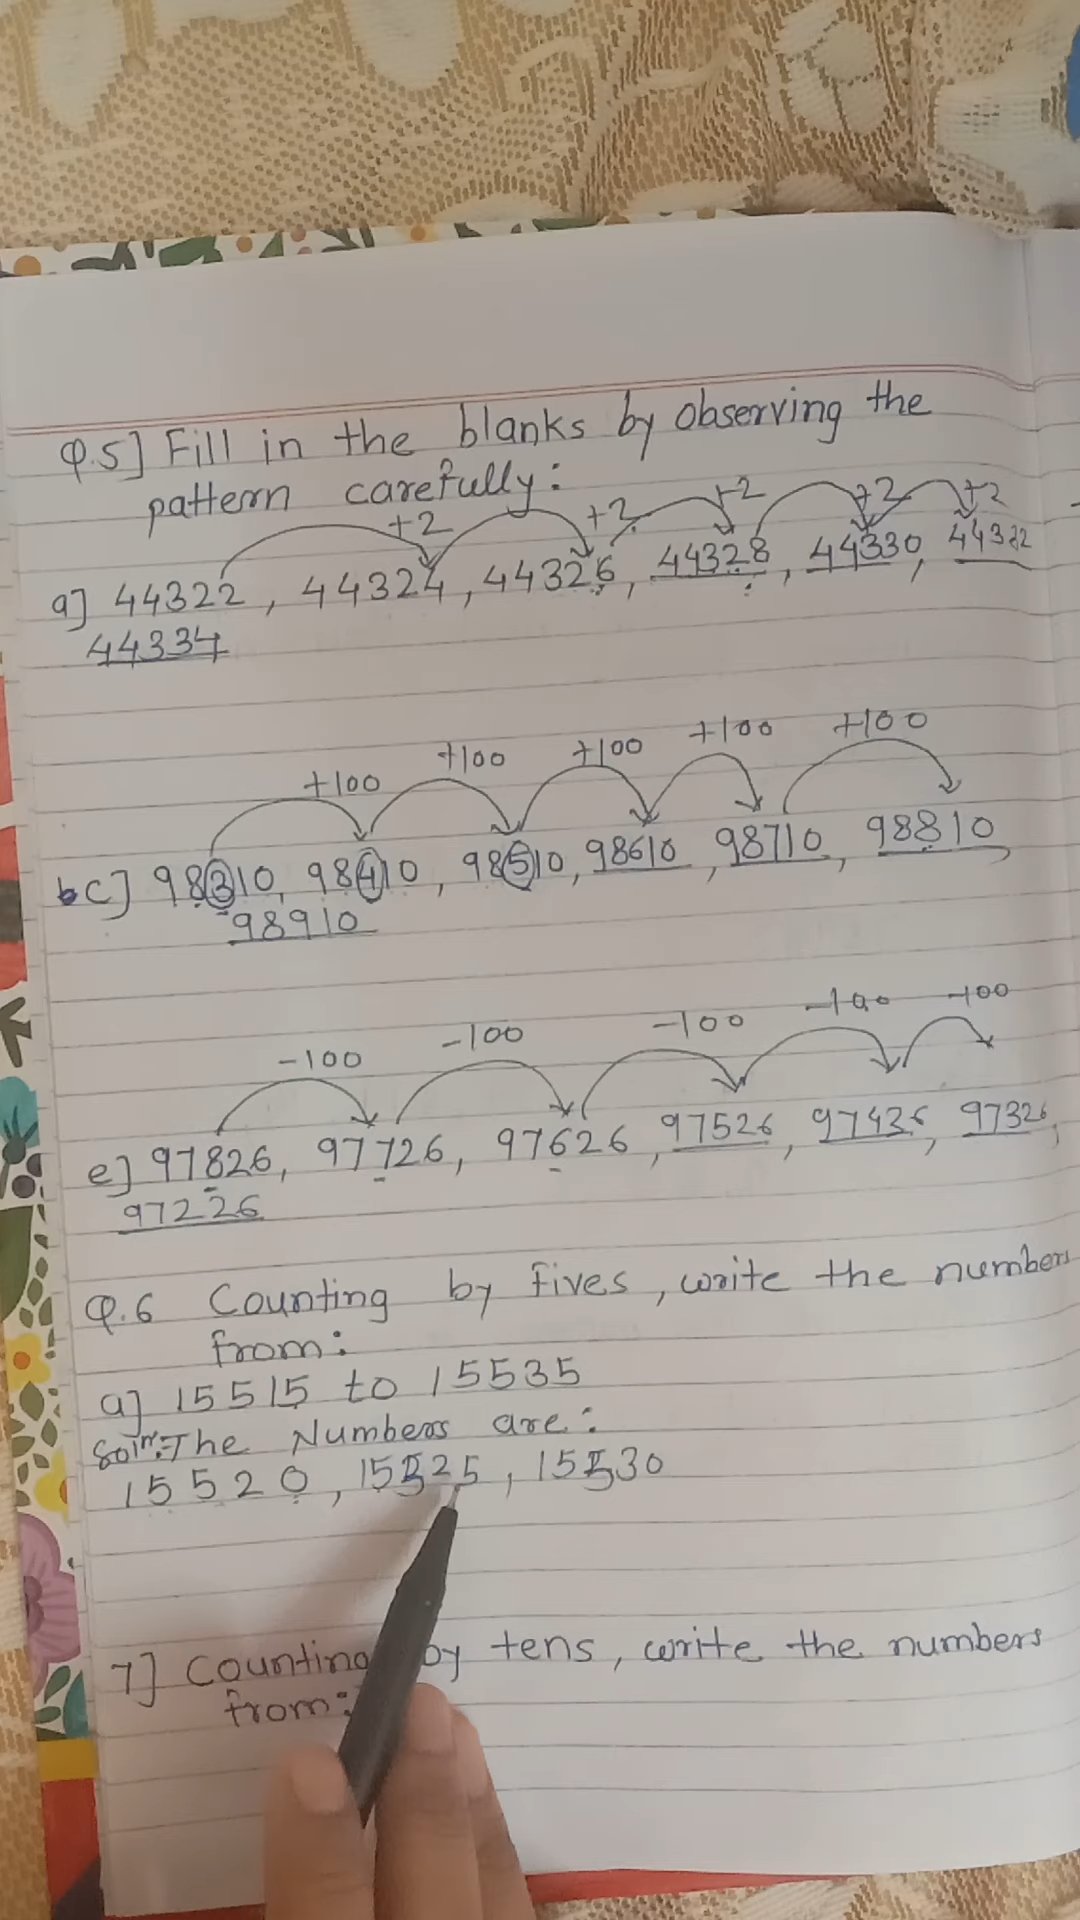 Q.5] Fill in the blanks by observing the
pattern carefully:
+2 +2 +2 +2 +2
a] 44322, 44324, 44326, 44328, 44330, 44332
44334
+100 +100 +100 +100 +100
c] 98310, 98410, 98510, 98610, 98710, 98810,
98910
-100 -100 -100 -100 -100
e] 97826, 97726, 97626, 97526, 97426, 97326,
97226
Q.6 Counting by fives, write the numbers
from:
a] 15515 to 15535
Soln:-The Numbers are:
15520, 15525, 15530
7] Counting by tens, write the numbers
from: